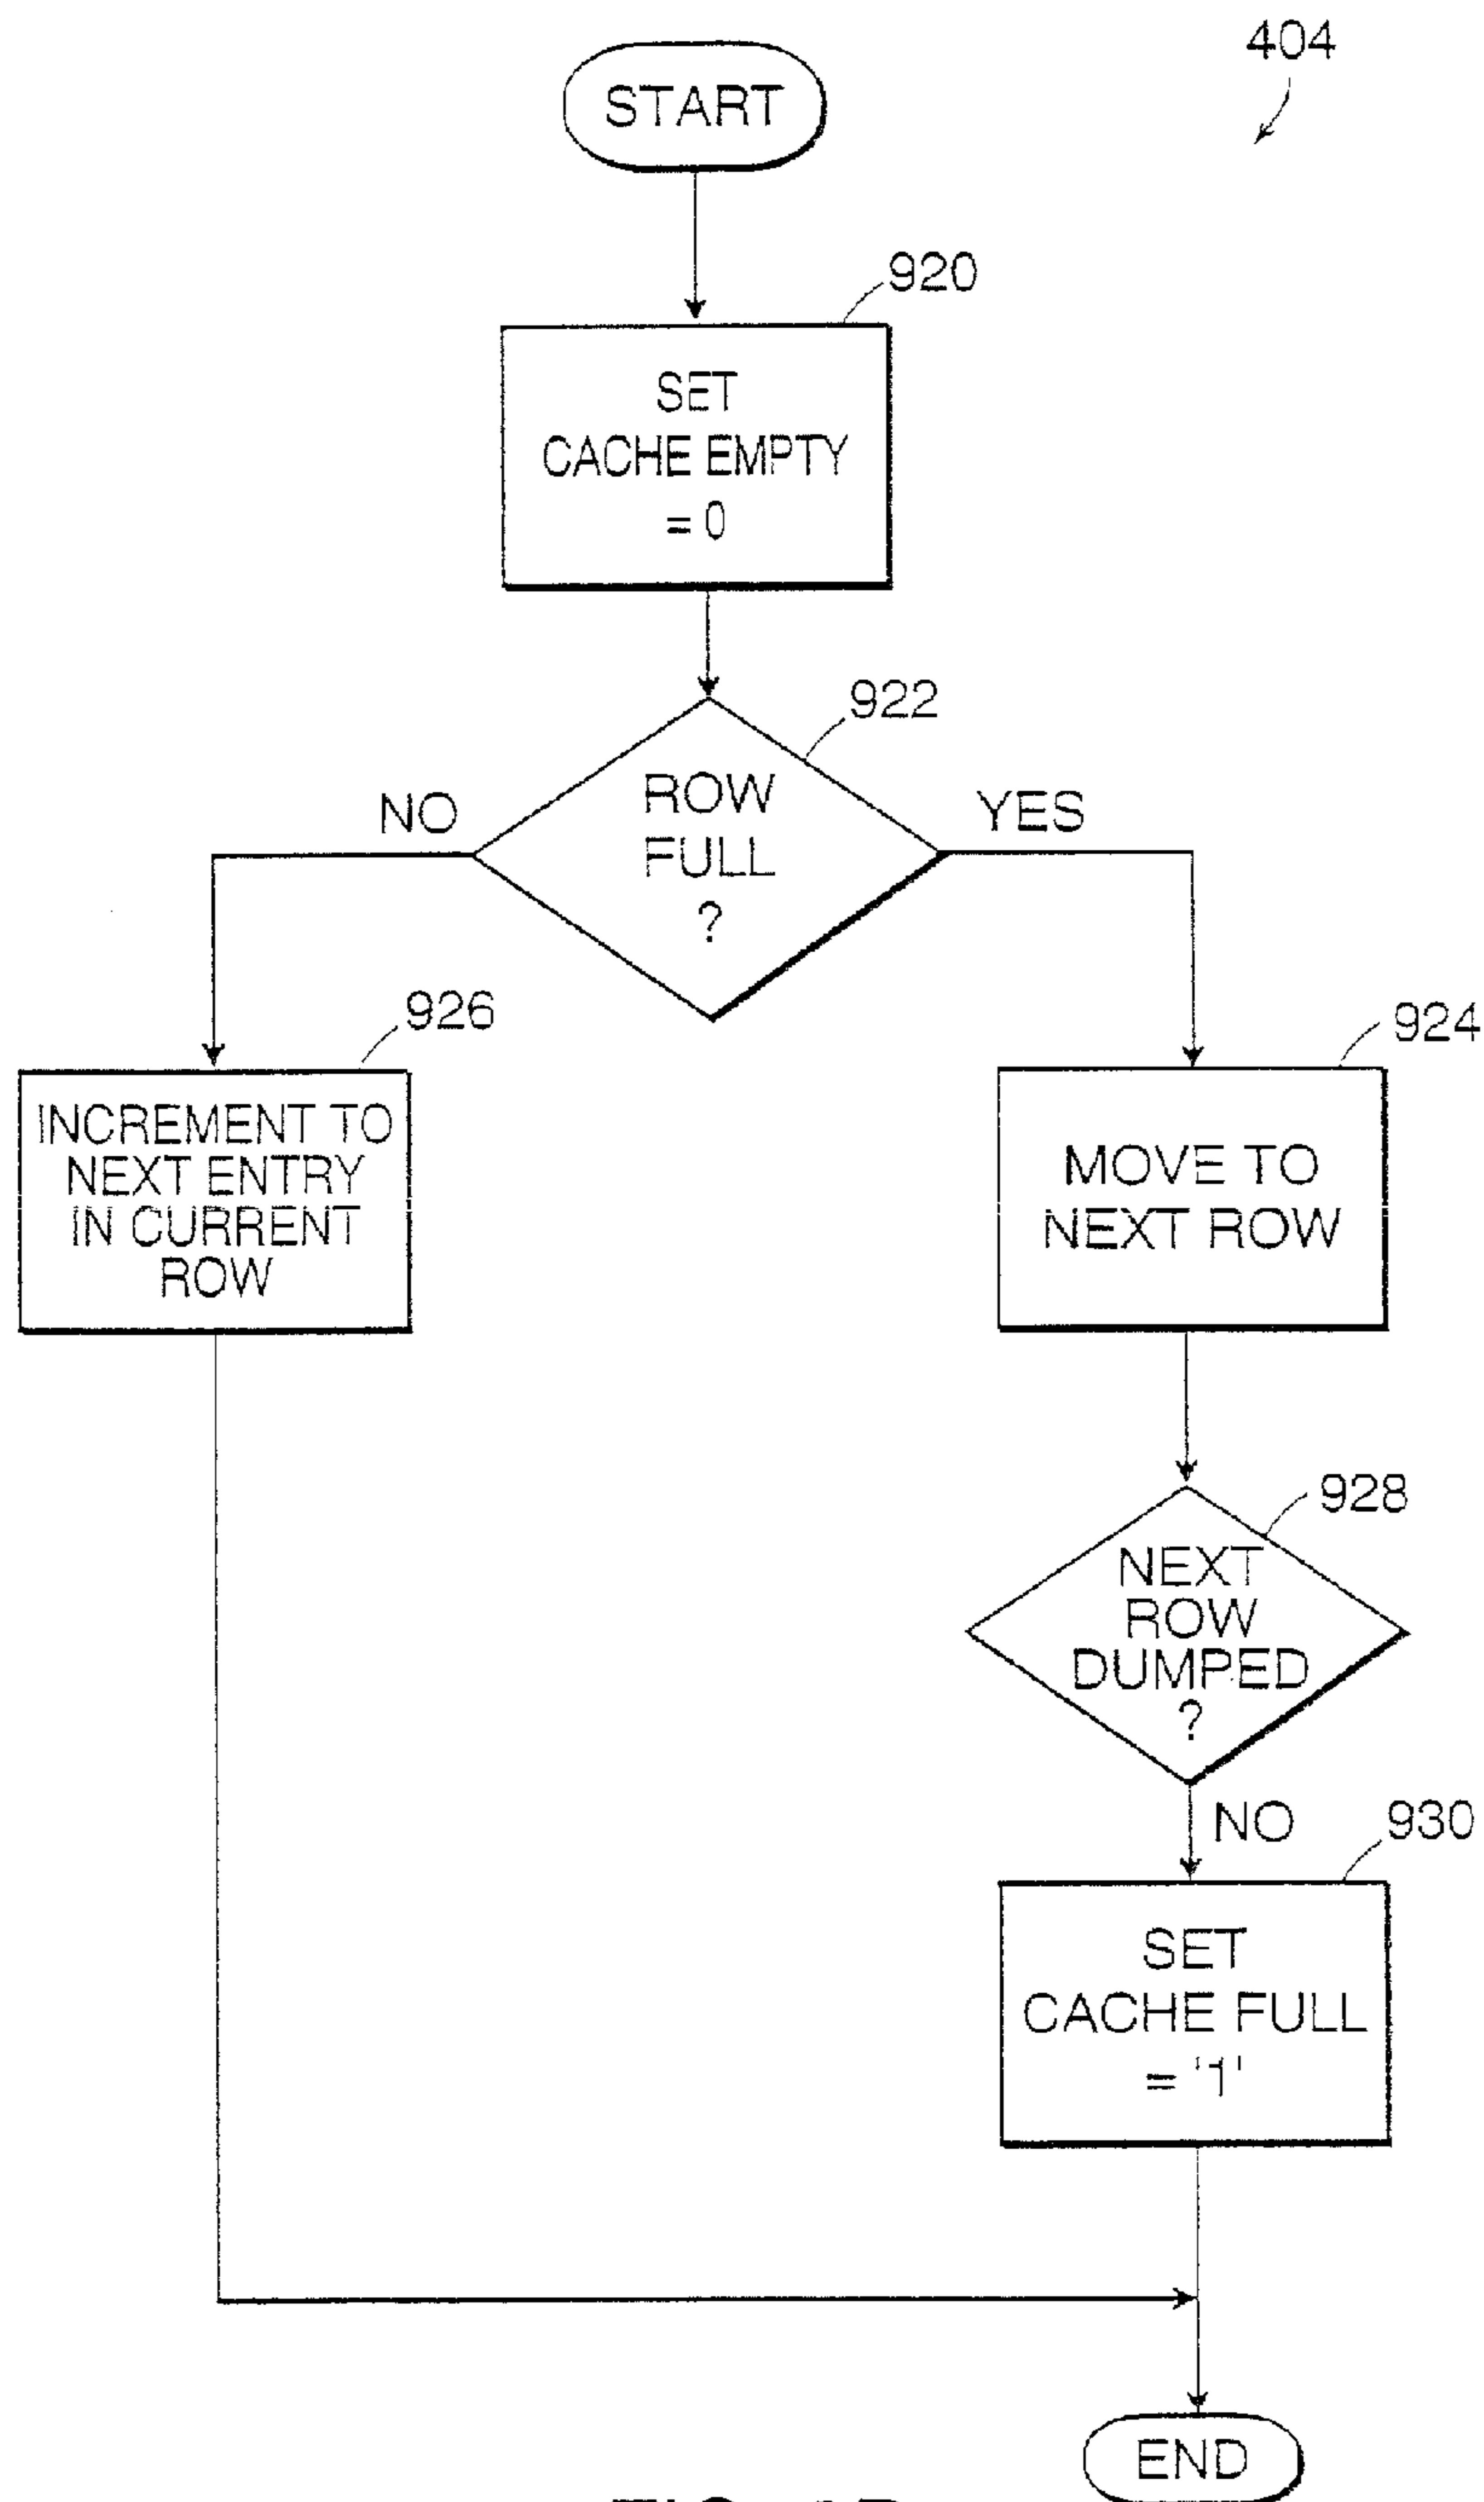 404
START
920
SET
CACHE EMPTY
= 0
922
ROW
FULL
?
NO
YES
926
INCREMENT TO
NEXT ENTRY
IN CURRENT
ROW
924
MOVE TO
NEXT ROW
928
NEXT
ROW
DUMPED
?
NO
930
SET
CACHE FULL
= '1'
END